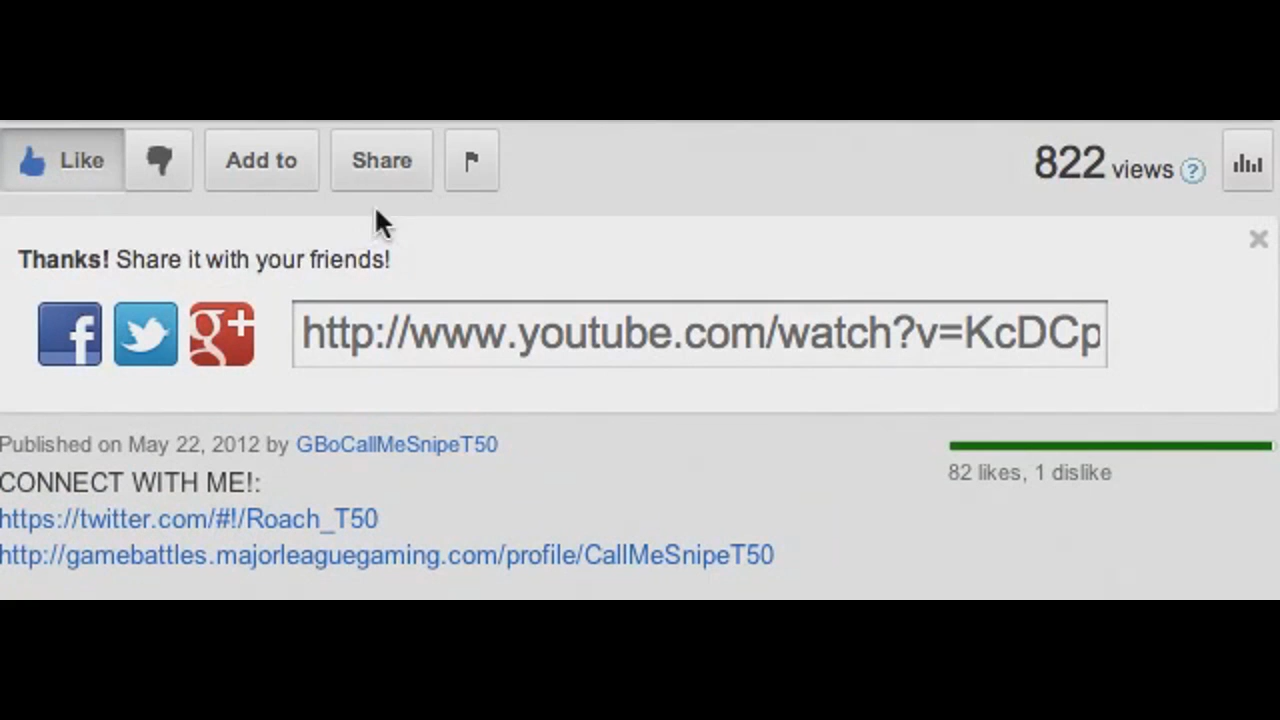 Like Add to Share 822 views ?
Thanks! Share it with your friends!
f g+ http://www.youtube.com/watch?v=KcDCp
Published on May 22, 2012 by GBoCallMeSnipeT50
82 likes, 1 dislike
CONNECT WITH ME!:
https://twitter.com/#!/Roach_T50
http://gamebattles.majorleaguegaming.com/profile/CallMeSnipeT50